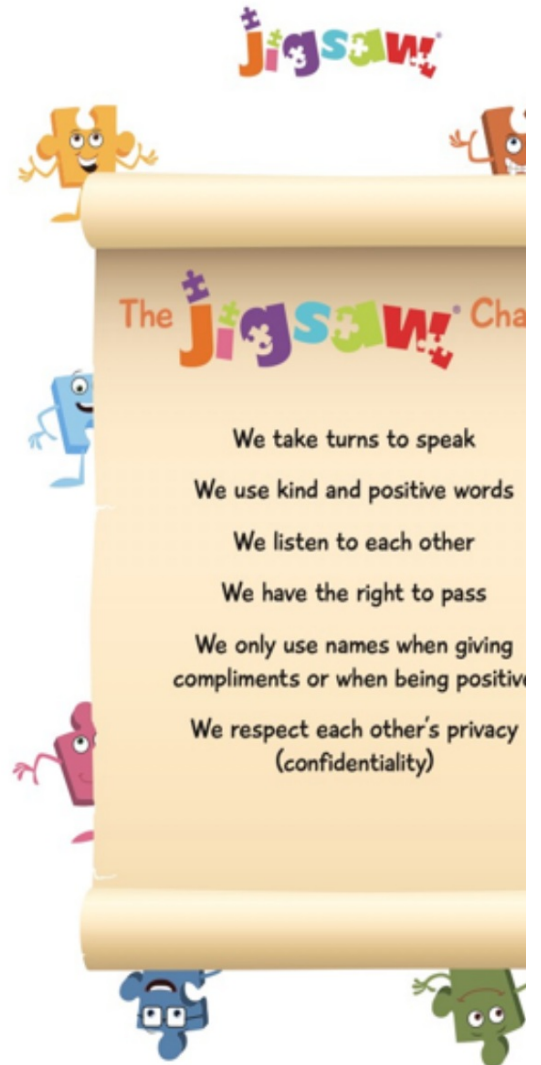 jigsaw®
The jigsaw® Cha
We take turns to speak
We use kind and positive words
We listen to each other
We have the right to pass
We only use names when giving
compliments or when being positive
We respect each other's privacy
(confidentiality)